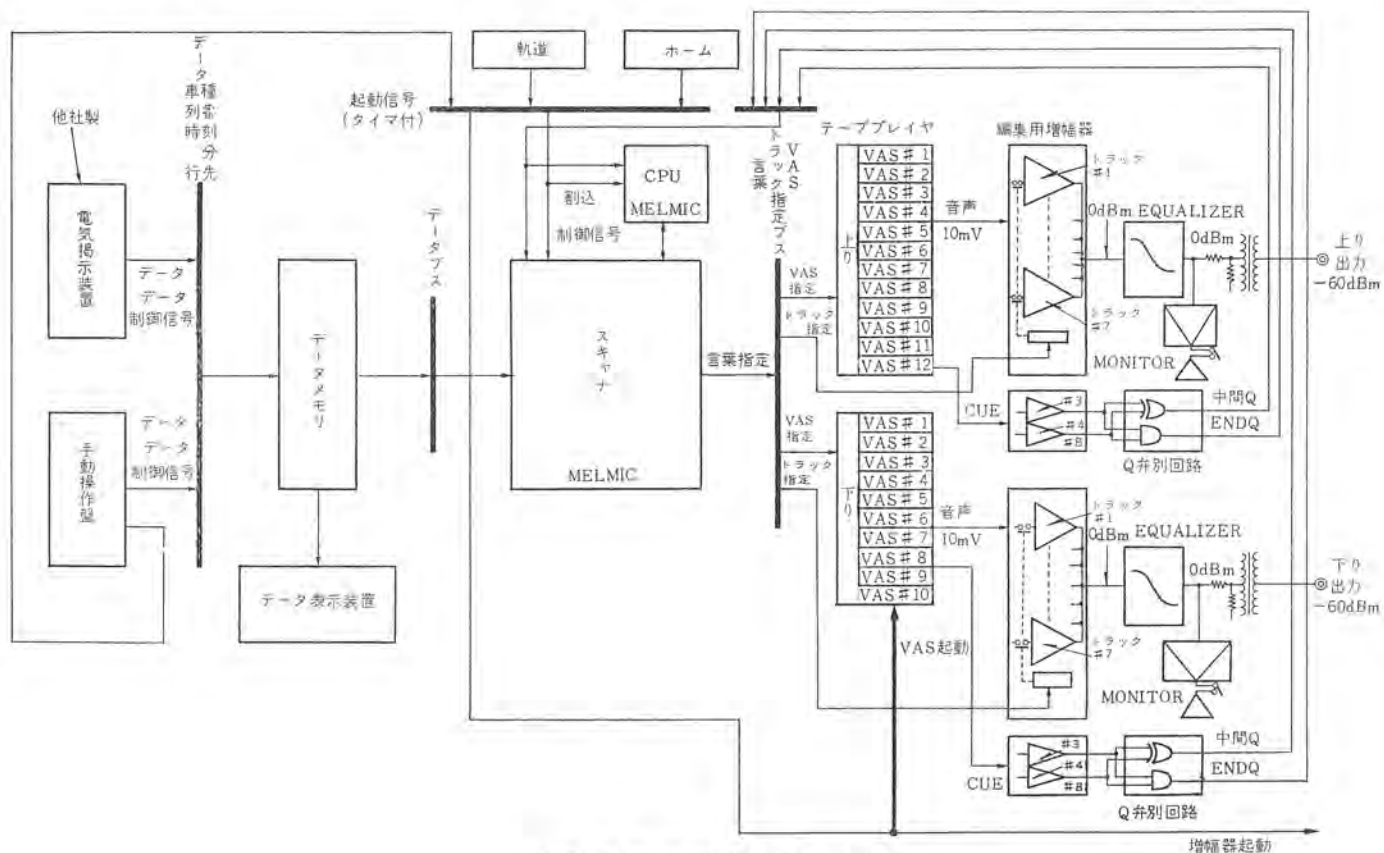 軌道
ホーム
起動信号
(タイマ付)
データ
車種
列番
時刻
分
行先
他社製
電気掲示装置
データ
データ
制御信号
手動操作盤
データ
データ
制御信号
データメモリ
データ表示装置
データバス
CPU
MELMIC
割込
制御信号
スキャナ
MELMIC
言葉指定
VAS
トラック指定バス
言葉
VAS
指定
トラック
指定
VAS
指定
トラック
指定
テーププレイヤ
上り
VAS#1
VAS#2
VAS#3
VAS#4
VAS#5
VAS#6
VAS#7
VAS#8
VAS#9
VAS#10
VAS#11
VAS#12
音声
10mV
編集用増幅器
トラック
#1
トラック
#7
0dBm
EQUALIZER
0dBm
MONITOR
上り
出力
-60dBm
CUE
#3
#4
#8
中間Q
ENDQ
Q弁別回路
下り
VAS#1
VAS#2
VAS#3
VAS#4
VAS#5
VAS#6
VAS#7
VAS#8
VAS#9
VAS#10
音声
10mV
トラック
#1
トラック
#7
0dBm
EQUALIZER
0dBm
MONITOR
下り
出力
-60dBm
VAS起動
CUE
#3
#4
#8
中間Q
ENDQ
Q弁別回路
増幅器起動